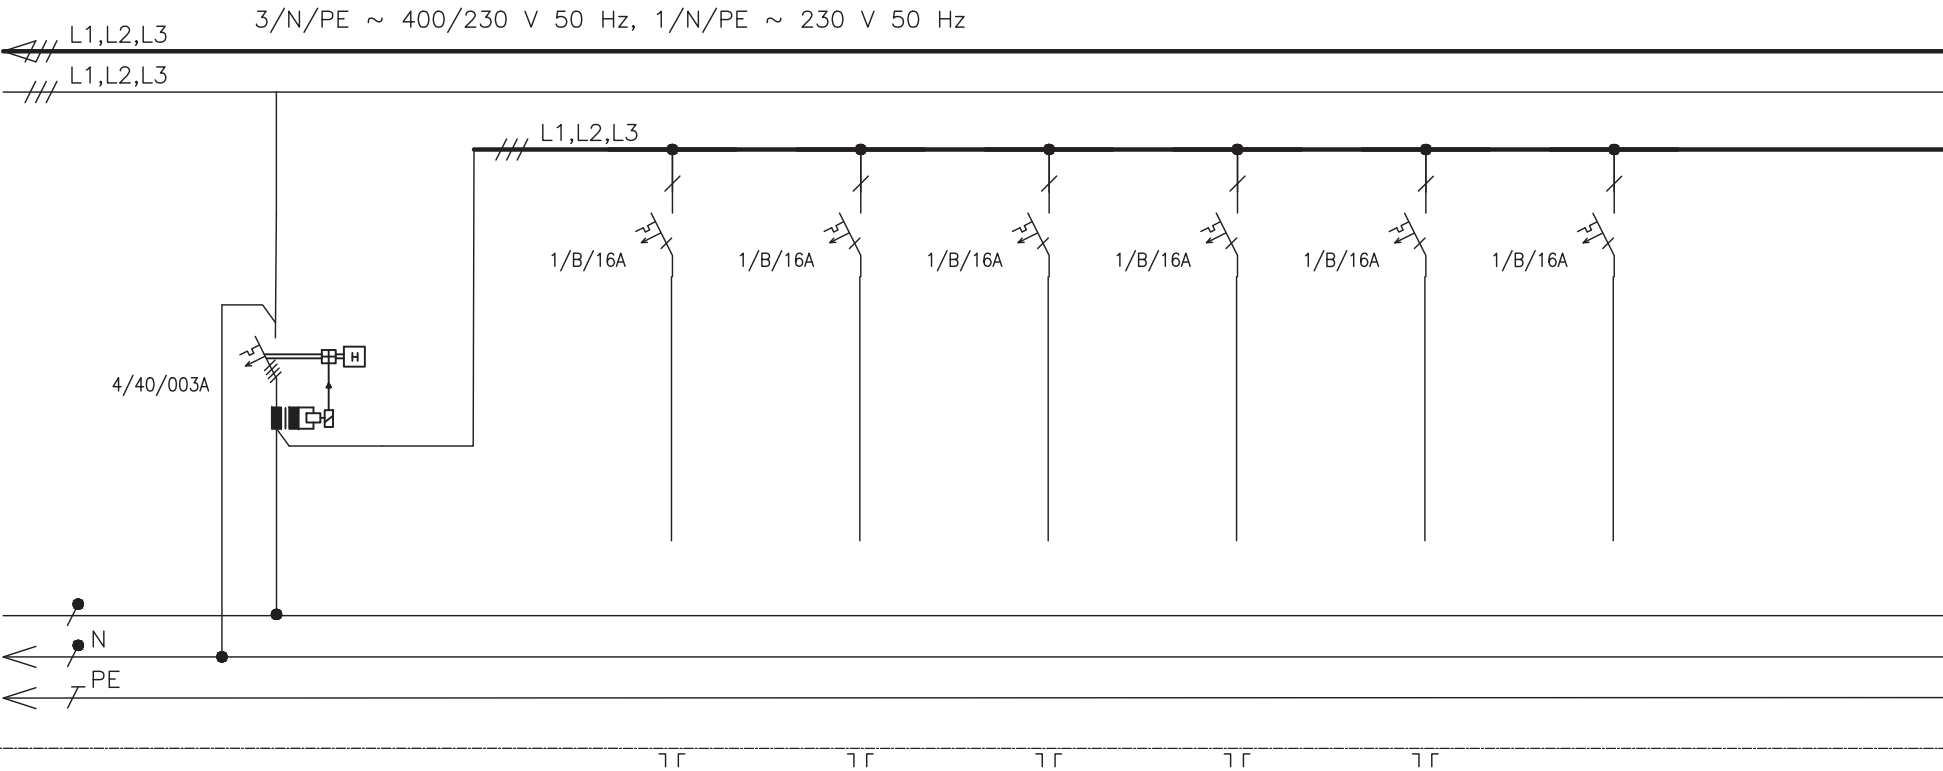 3/N/PE ~ 400/230 V 50 Hz, 1/N/PE ~ 230 V 50 Hz
L1,L2,L3
L1,L2,L3
L1,L2,L3
1/B/16A 1/B/16A 1/B/16A 1/B/16A 1/B/16A 1/B/16A
H
4/40/003A
N
PE